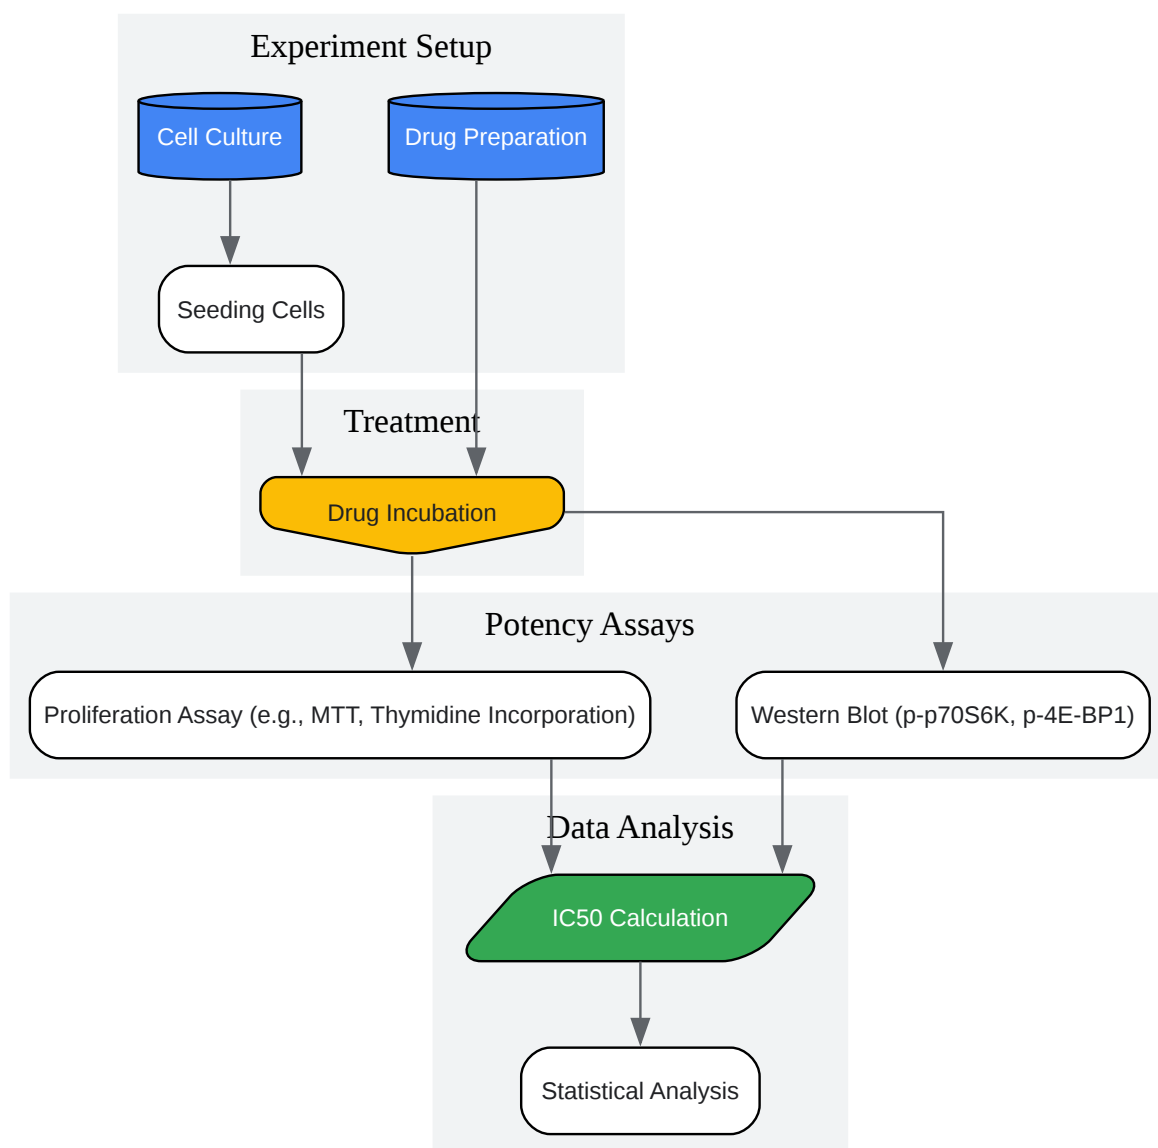 Experiment Setup
Cell Culture
Drug Preparation
Seeding Cells
Treatment
Drug Incubation
Potency Assays
Proliferation Assay (e.g., MTT, Thymidine Incorporation)
Western Blot (p-p70S6K, p-4E-BP1)
Data Analysis
IC50 Calculation
Statistical Analysis